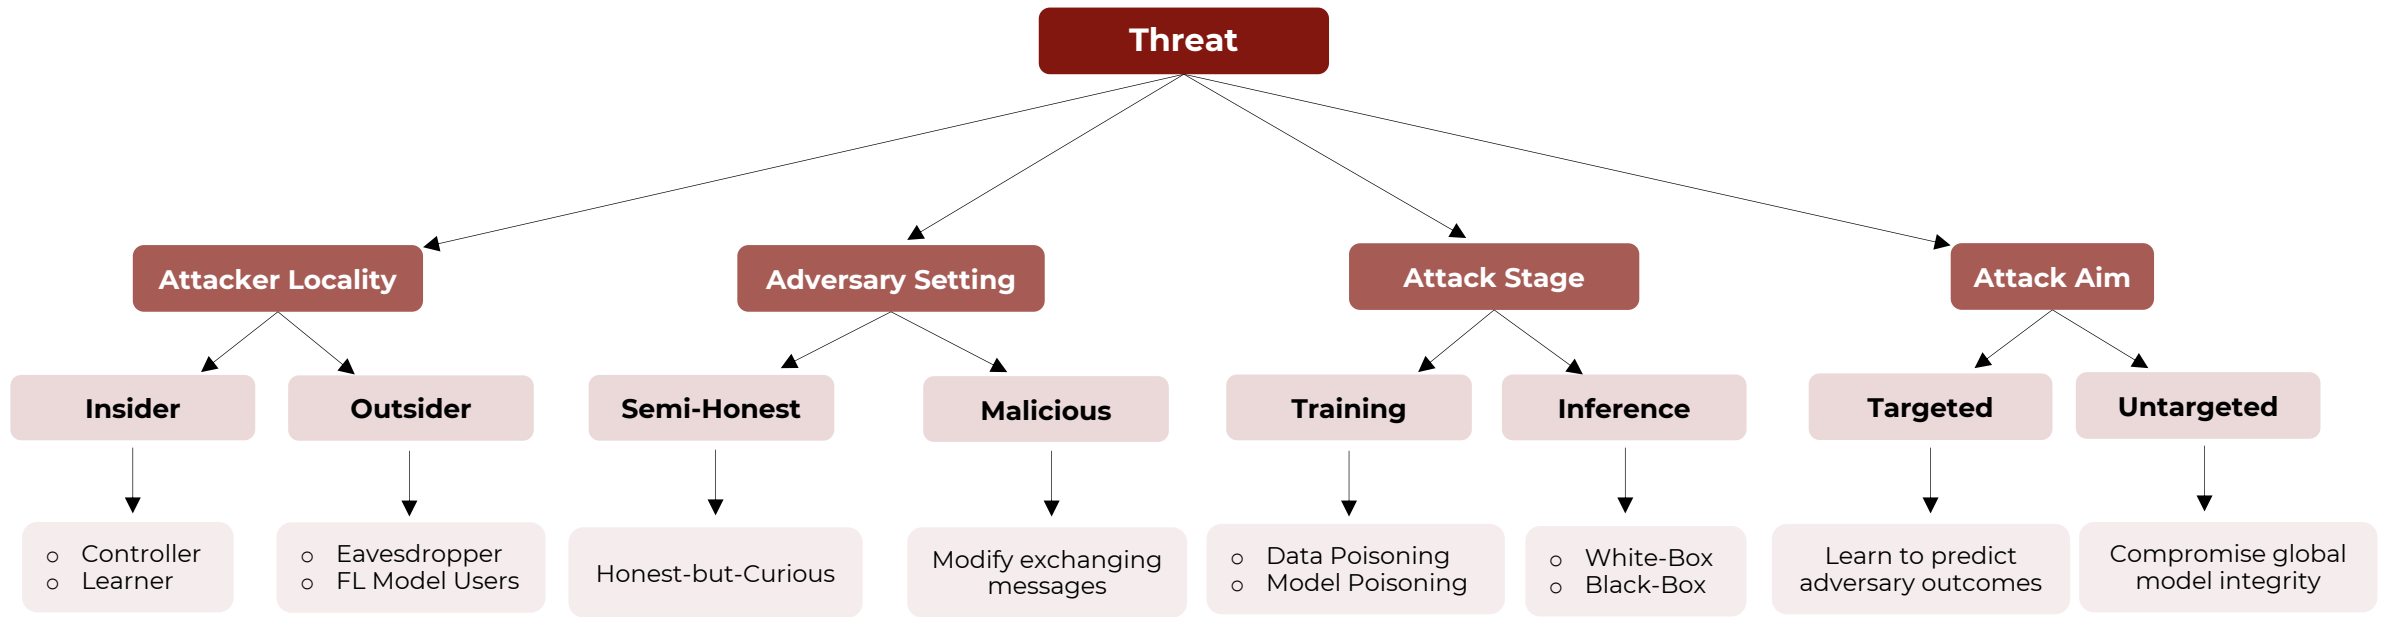 Threat
Attacker Locality
Adversary Setting
Attack Stage
Attack Aim
Insider
Outsider
Semi-Honest
Malicious
Training
Inference
Targeted
Untargeted
Controller
Learner
Eavesdropper
FL Model Users
Honest-but-Curious
Modify exchanging
messages
Data Poisoning
Model Poisoning
White-Box
Black-Box
Learn to predict
adversary outcomes
Compromise global
model integrity